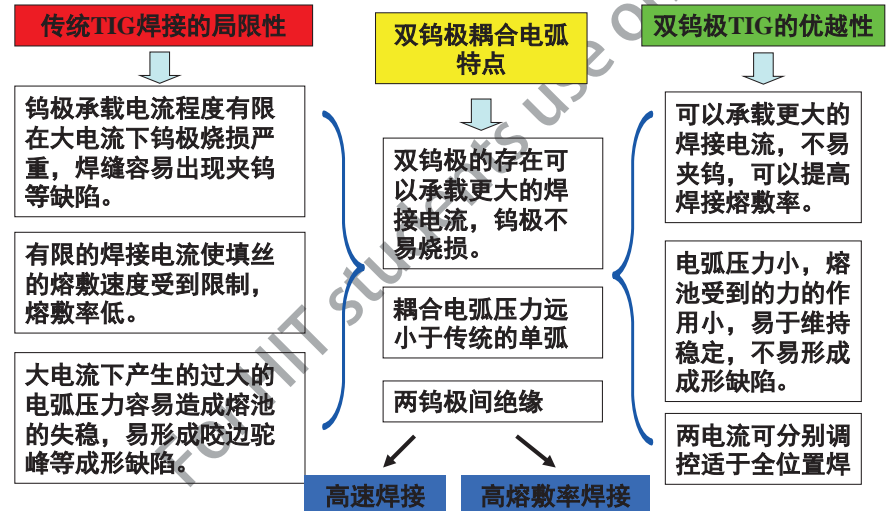 传统TIG焊接的局限性
钨极承载电流程度有限
在大电流下钨极烧损严
重，焊缝容易出现夹钨
等缺陷。
有限的焊接电流使填丝
的熔敷速度受到限制，
熔敷率低。
大电流下产生的过大的
电弧压力容易造成熔池
的失稳，易形成咬边驼
峰等成形缺陷。
双钨极耦合电弧
特点
双钨极的存在可
以承载更大的焊
接电流，钨极不
易烧损。
耦合电弧压力远
小于传统的单弧
两钨极间绝缘
高速焊接
高熔敷率焊接
双钨极TIG的优越性
可以承载更大的
焊接电流，不易
夹钨，可以提高
焊接熔敷率。
电弧压力小，熔
池受到的力的作
用小，易于维持
稳定，不易形成
成形缺陷。
两电流可分别调
控适于全位置焊
For HIT students use o